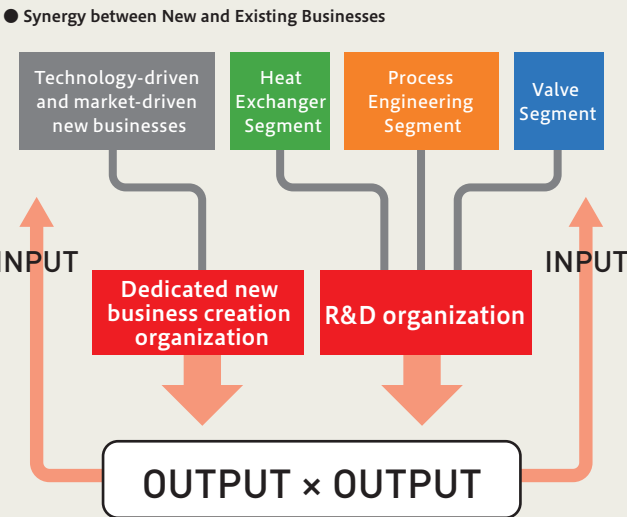 ● Synergy between New and Existing Businesses
Technology-driven
and market-driven
new businesses
Heat
Exchanger
Segment
Process
Engineering
Segment
Valve
Segment
INPUT
INPUT
Dedicated new
business creation
organization
R&D organization
OUTPUT × OUTPUT